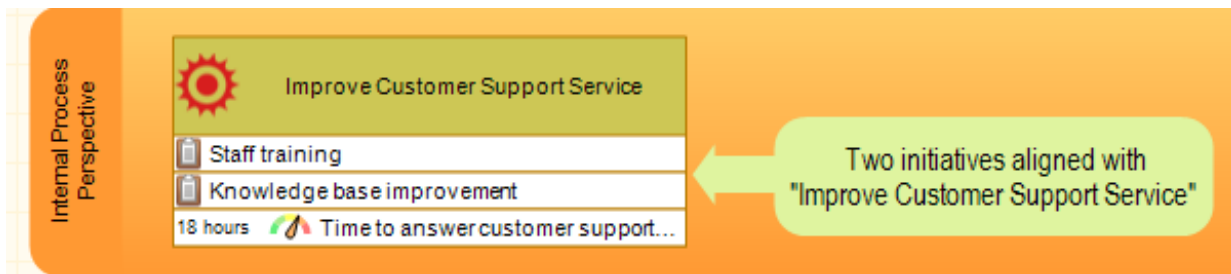 Internal Process
Perspective
Improve Customer Support Service
Staff training
Knowledge base improvement
18 hours Time to answer customer support...
Two initiatives aligned with
"Improve Customer Support Service"